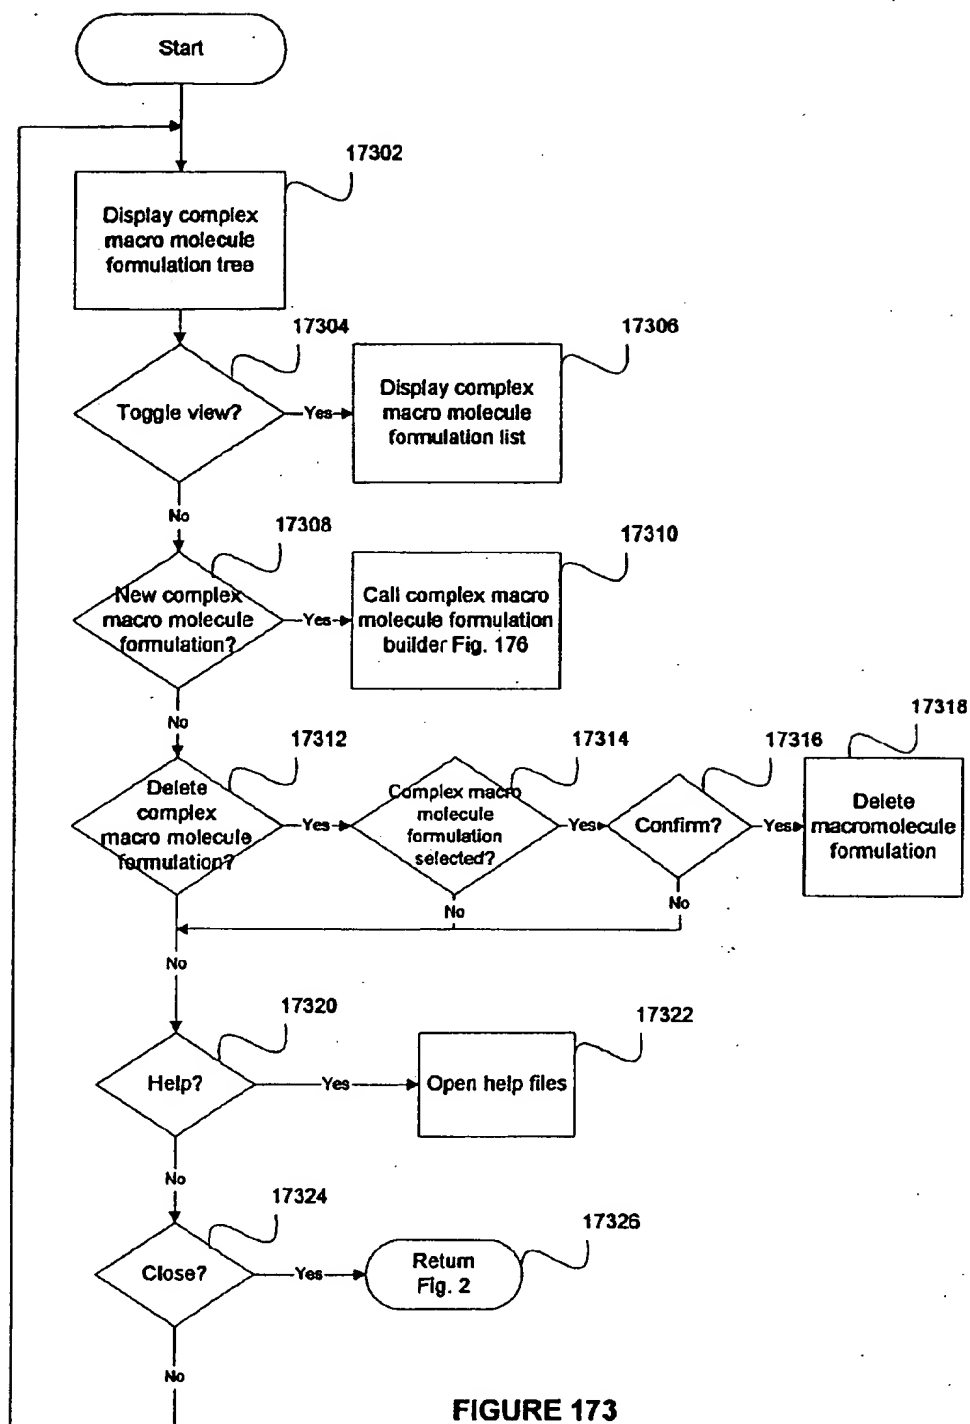 Start
17302
Display complex
macro molecule
formulation tree
17304
17306
Toggle view?
Yes
Display complex
macro molecule
formulation list
No
17308
17310
New complex
macro molecule
formulation?
Yes
Call complex macro
molecule formulation
builder Fig. 176
No
17312
17314
17316
17318
Delete
complex
macro molecule
formulation?
Yes
Complex macro
molecule
formulation
selected?
Yes
Confirm?
Yes
Delete
macromolecule
formulation
No
No
No
17320
17322
Help?
Yes
Open help files
No
17324
17326
Close?
Yes
Return
Fig. 2
No
FIGURE 173